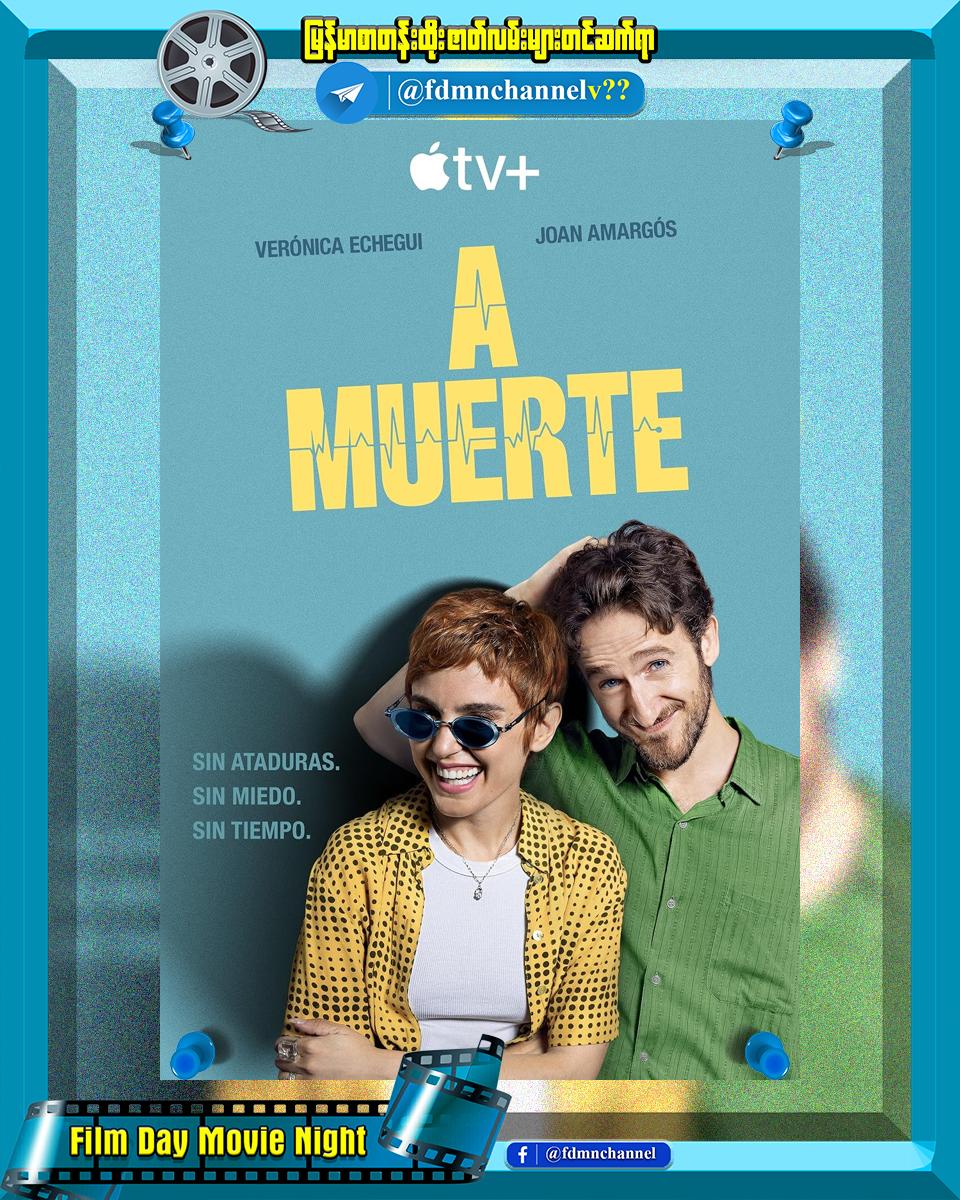 မြန်မာစာတန်းထိုးဇာတ်လမ်းများတင်ဆက်ရာ
@fdmnchannelv??
tv+
VERÓNICA ECHEGUI
JOAN AMARGÓS
A
MUERTE
SIN ATADURAS.
SIN MIEDO.
SIN TIEMPO.
Film Day Movie Night
@fdmnchannel